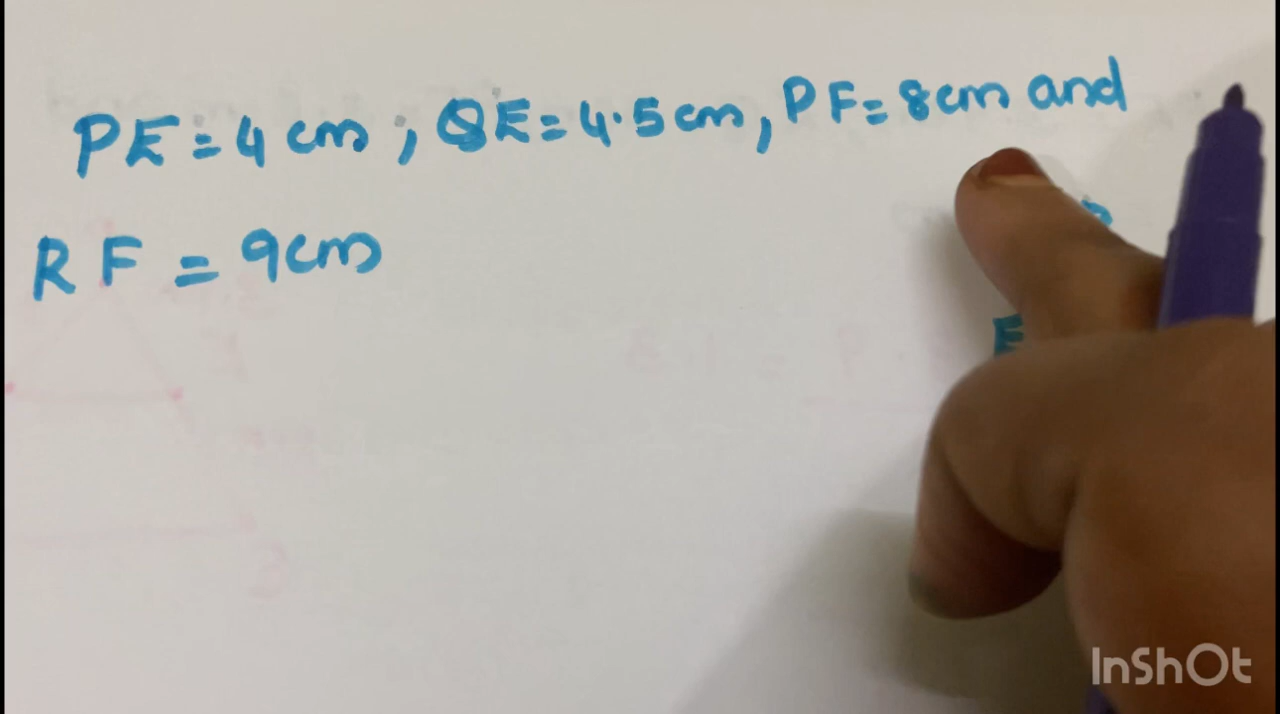 PE = 4 cm ; QE = 4.5 cm, PF = 8 cm and
RF = 9 cm
E
InShOt